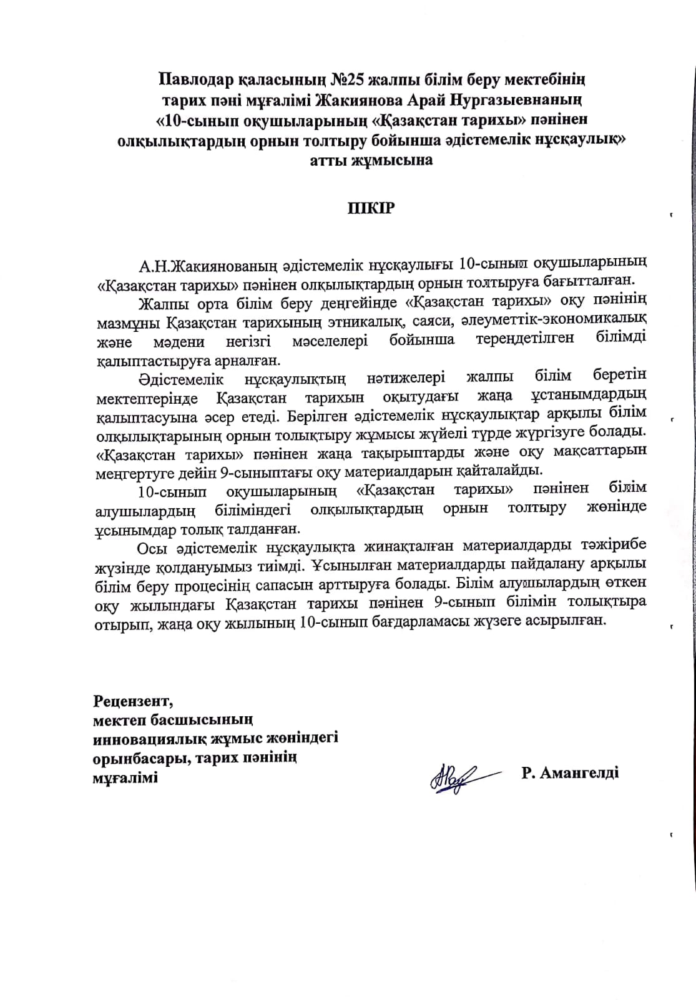 Павлодар қаласының №25 жалпы білім беру мектебінің
тарих пәні мұғалімі Жакиянова Арай Нургазыевнаның
«10-сынып оқушыларының «Қазақстан тарихы» пәнінен
олқылықтардың орнын толтыру бойынша әдістемелік нұсқаулық»
атты жұмысына
ПІКІР
А.Н.Жакиянованың әдістемелік нұсқаулығы 10-сынып оқушыларының
«Қазақстан тарихы» пәнінен олқылықтардың орнын толтыруға бағытталған.
Жалпы орта білім беру деңгейінде «Қазақстан тарихы» оқу пәнінің
мазмұны Қазақстан тарихының этникалық, саяси, әлеуметтік-экономикалық
және мәдени негізгі мәселелері бойынша тереңдетілген білімді
қалыптастыруға арналған.
Әдістемелік нұсқаулықтың нәтижелері жалпы білім беретін
мектептерінде Қазақстан тарихын оқытудағы жаңа ұстанымдардың
қалыптасуына әсер етеді. Берілген әдістемелік нұсқаулықтар арқылы білім
олқылықтарының орнын толықтыру жұмысы жүйелі түрде жүргізуге болады.
«Қазақстан тарихы» пәнінен жаңа тақырыптарды және оқу мақсаттарын
меңгертуге дейін 9-сыныптағы оқу материалдарын қайталайды.
10-сынып оқушыларының «Қазақстан тарихы» пәнінен білім
алушылардың біліміндегі олқылықтардың орнын толтыру жөнінде
ұсынымдар толық талданған.
Осы әдістемелік нұсқаулықта жинақталған материалдарды тәжірибе
жүзінде қолдануымыз тиімді. Ұсынылған материалдарды пайдалану арқылы
білім беру процесінің сапасын арттыруға болады. Білім алушылардың өткен
оқу жылындағы Қазақстан тарихы пәнінен 9-сынып білімін толықтыра
отырып, жаңа оқу жылының 10-сынып бағдарламасы жүзеге асырылған.
Рецензент,
мектеп басшысының
инновациялық жұмыс жөніндегі
орынбасары, тарих пәнінің
мұғалімі
Р. Амангелді